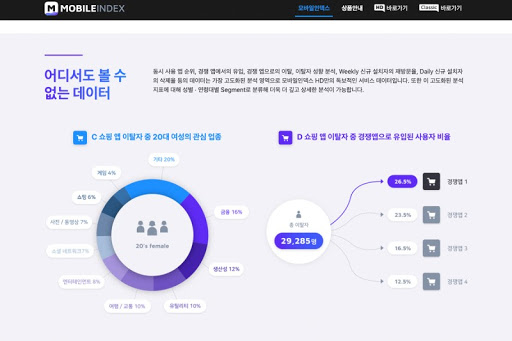 MOBILEINDEX
모바일인덱스
상품안내
HD 바로가기
Classic 바로가기
어디서도 볼 수
없는 데이터
동시 사용 앱 순위, 경쟁 앱에서의 유입, 경쟁 앱으로의 이탈, 이탈자 성향 분석, Weekly 신규 설치자의 재방문율, Daily 신규 설치자
의 삭제율 등의 데이터는 가장 고도화된 분석 영역으로 모바일인덱스 HD만의 독보적인 서비스 데이터입니다. 또한 이 고도화된 분석
지표에 대해 성별 · 연령대별 Segment로 분류해 더욱 더 깊고 상세한 분석이 가능합니다.
C 쇼핑 앱 이탈자 중 20대 여성의 관심 업종
기타 20%
게임 4%
쇼핑 6%
금융 16%
사진 / 동영상 7%
소셜 네트워크 7%
20's Female
생산성 12%
엔터테인먼트 8%
여행 / 교통 10%
유틸리티 10%
D 쇼핑 앱 이탈자 중 경쟁앱으로 유입된 사용자 비율
총 이탈자
29,285명
26.5%
경쟁앱 1
23.5%
경쟁앱 2
16.5%
경쟁앱 3
12.5%
경쟁앱 4